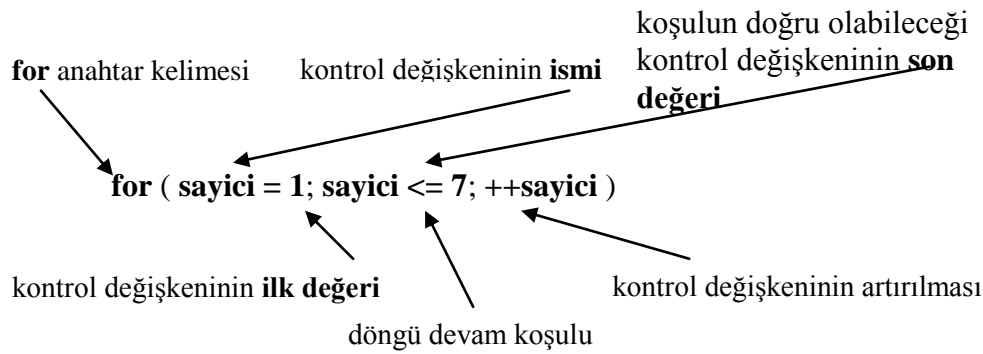 koşulun doğru olabileceği
for anahtar kelimesi
kontrol değişkeninin ismi
kontrol değişkeninin son
değeri
for ( sayici = 1; sayici <= 7; ++sayici )
kontrol değişkeninin ilk değeri
kontrol değişkeninin artırılması
döngü devam koşulu